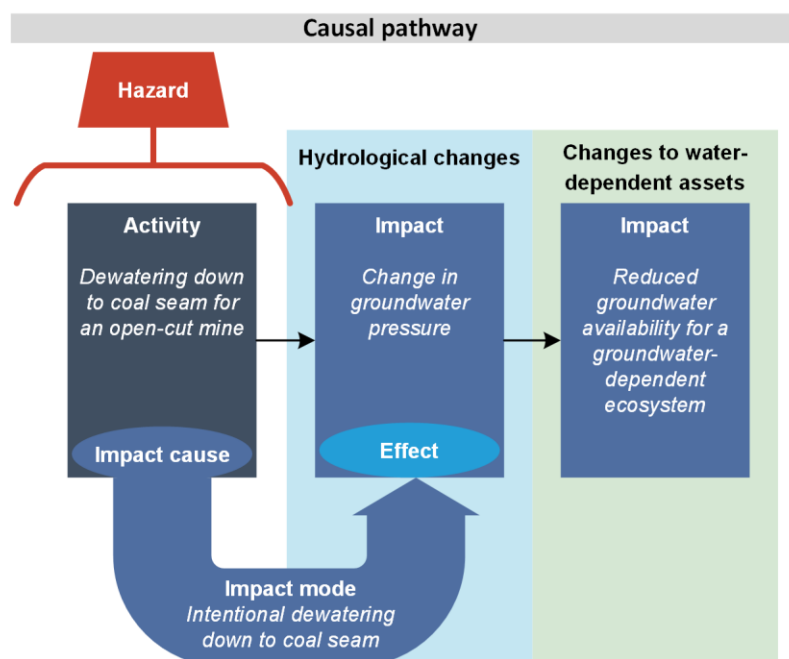 Causal pathway
Hazard
Hydrological changes
Changes to water-
dependent assets
Activity
Dewatering down
to coal seam for
an open-cut mine
Impact cause
Impact
Change in
groundwater
pressure
Effect
Impact
Reduced
groundwater
availability for a
groundwater-
dependent
ecosystem
Impact mode
Intentional dewatering
down to coal seam